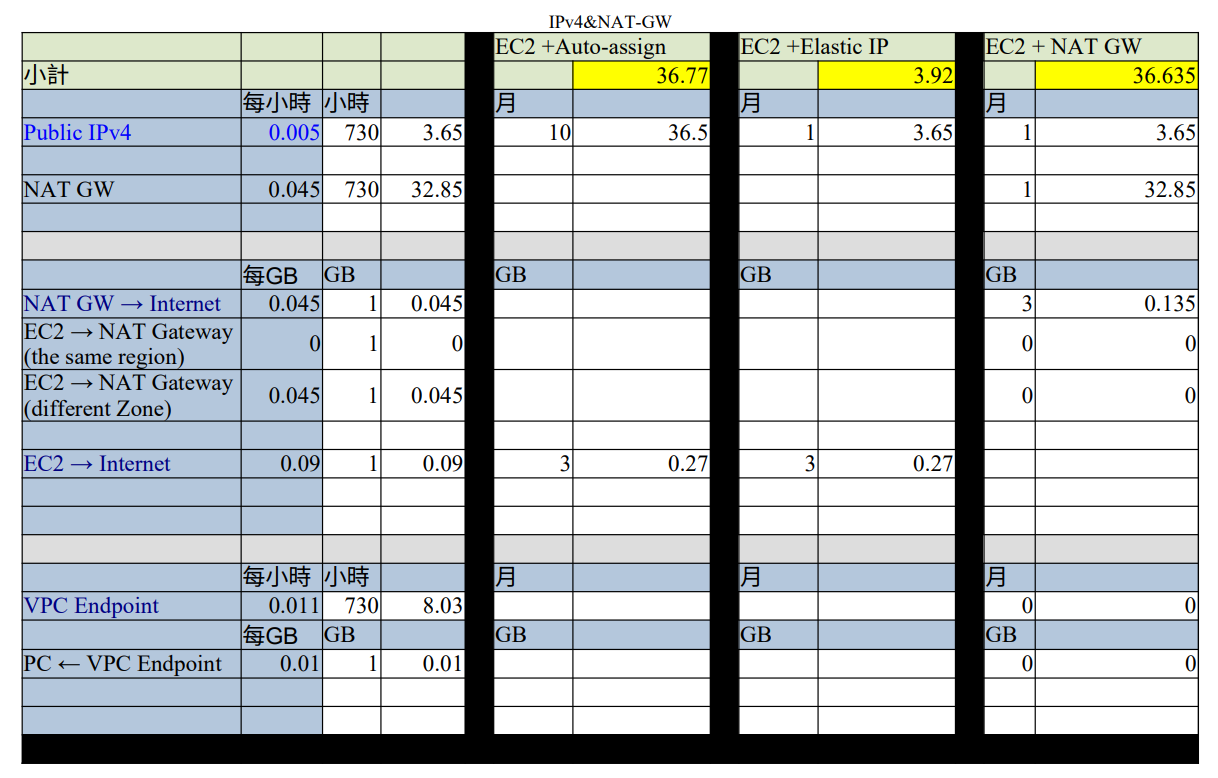 IPv4&NAT-GW
EC2 +Auto-assign EC2 +Elastic IP EC2 + NAT GW
小計 36.77 3.92 36.635
每小時 小時 月 月 月
Public IPv4 0.005 730 3.65 10 36.5 1 3.65 1 3.65
NAT GW 0.045 730 32.85 1 32.85
每GB GB GB GB GB
NAT GW → Internet 0.045 1 0.045 3 0.135
EC2 → NAT Gateway
(the same region) 0 1 0 0 0
EC2 → NAT Gateway
(different Zone) 0.045 1 0.045 0 0
EC2 → Internet 0.09 1 0.09 3 0.27 3 0.27
每小時 小時 月 月 月
VPC Endpoint 0.011 730 8.03 0 0
每GB GB GB GB GB
PC ← VPC Endpoint 0.01 1 0.01 0 0